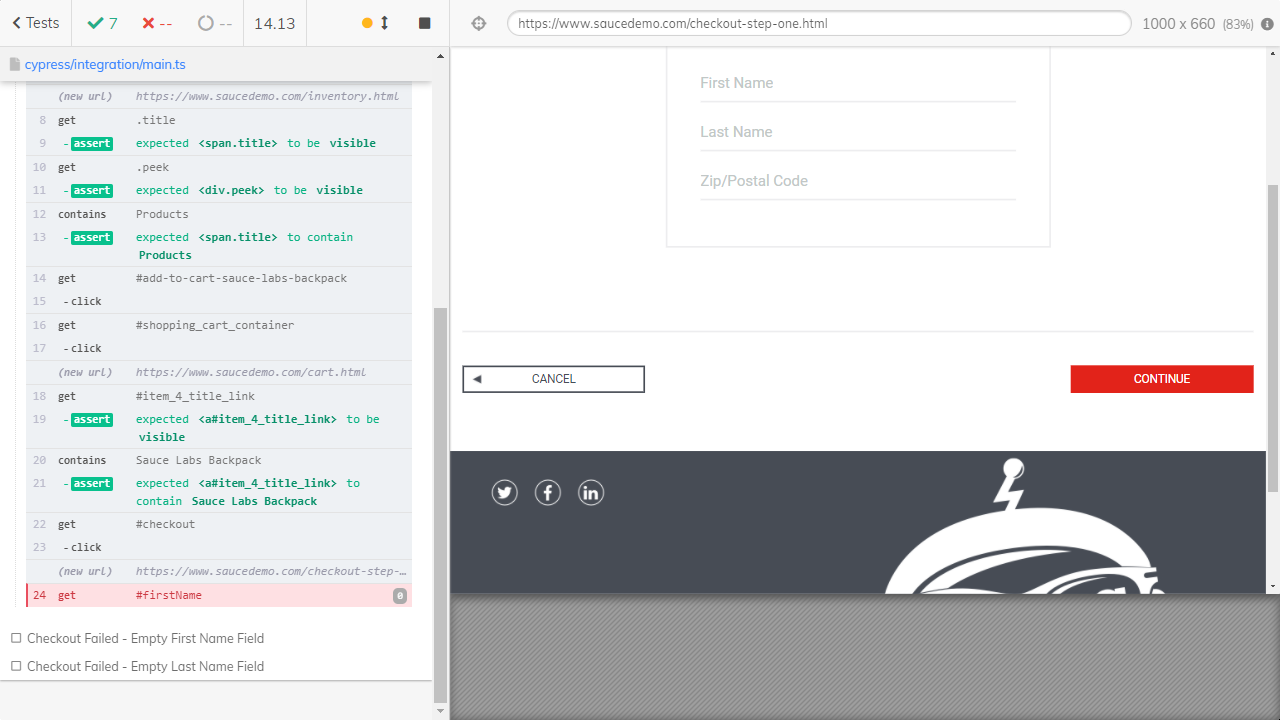 Tests
7
--
--
14.13
cypress/integration/main.ts
(new url) https://www.saucedemo.com/inventory.html
8 get .title
9 -assert expected <span.title> to be visible
10 get .peek
11 -assert expected <div.peek> to be visible
12 contains Products
13 -assert expected <span.title> to contain
Products
14 get #add-to-cart-sauce-labs-backpack
15 -click
16 get #shopping_cart_container
17 -click
(new url) https://www.saucedemo.com/cart.html
18 get #item_4_title_link
19 -assert expected <a#item_4_title_link> to be
visible
20 contains Sauce Labs Backpack
21 -assert expected <a#item_4_title_link> to
contain Sauce Labs Backpack
22 get #checkout
23 -click
(new url) https://www.saucedemo.com/checkout-step-…
24 get #firstName 0
Checkout Failed - Empty First Name Field
Checkout Failed - Empty Last Name Field
https://www.saucedemo.com/checkout-step-one.html
1000 x 660 (83%)
First Name
Last Name
Zip/Postal Code
CANCEL
CONTINUE